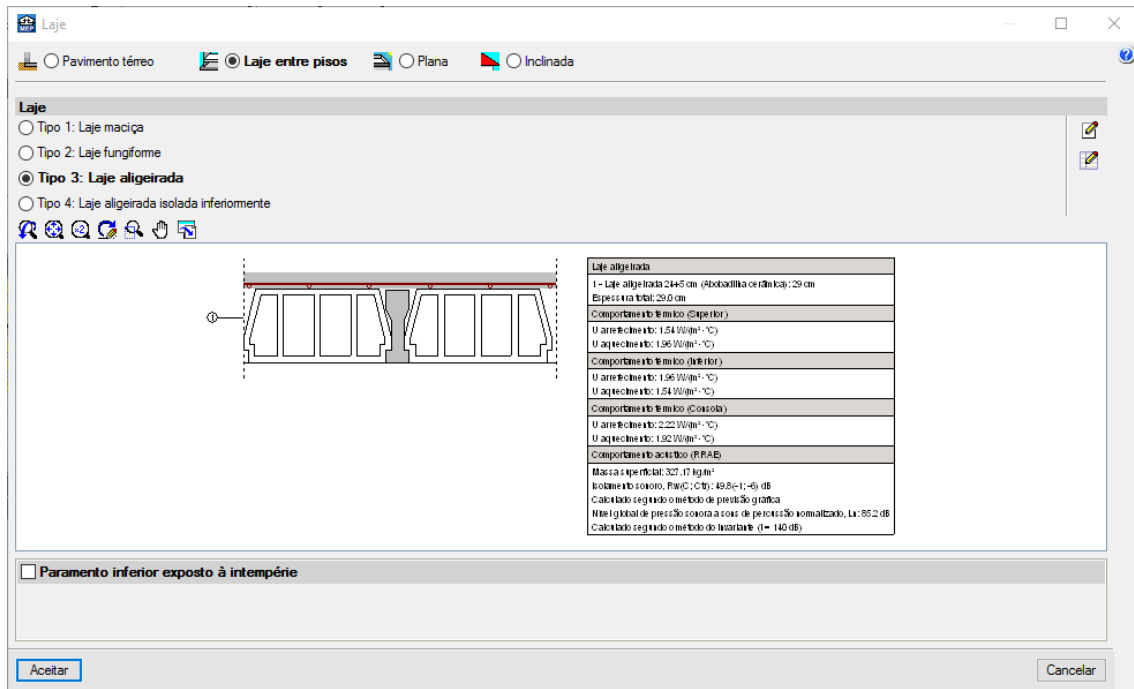 MEP Laje
Pavimento térreo Laje entre pisos Plana Inclinada
Laje
Tipo 1: Laje maciça
Tipo 2: Laje fungiforme
Tipo 3: Laje aligeirada
Tipo 4: Laje aligeirada isolada inferiormente
x2
Laje aligeirada
1 - Laje aligeirada 24+5 cm (Abobadilha cerâmica): 29 cm
Espessura total: 29.0 cm
Comportamento térmico (Superior)
U arrefecimento: 1.54 W/(m²·°C)
U aquecimento: 1.96 W/(m²·°C)
Comportamento térmico (Inferior)
U arrefecimento: 1.96 W/(m²·°C)
U aquecimento: 1.54 W/(m²·°C)
Comportamento térmico (Consola)
U arrefecimento: 2.22 W/(m²·°C)
U aquecimento: 1.92 W/(m²·°C)
Comportamento acústico (RRAE)
Massa superficial: 327.17 kg/m²
Isolamento sonoro, Rw(C; Ctr): 49.8(-1; -6) dB
Calculado segundo o método de previsão gráfica
Nível global de pressão sonora a sons de percussão normalizado, Ln: 85.2 dB
Calculado segundo o método do Invariante (I = 140 dB)
1
Paramento inferior exposto à intempérie
Aceitar Cancelar